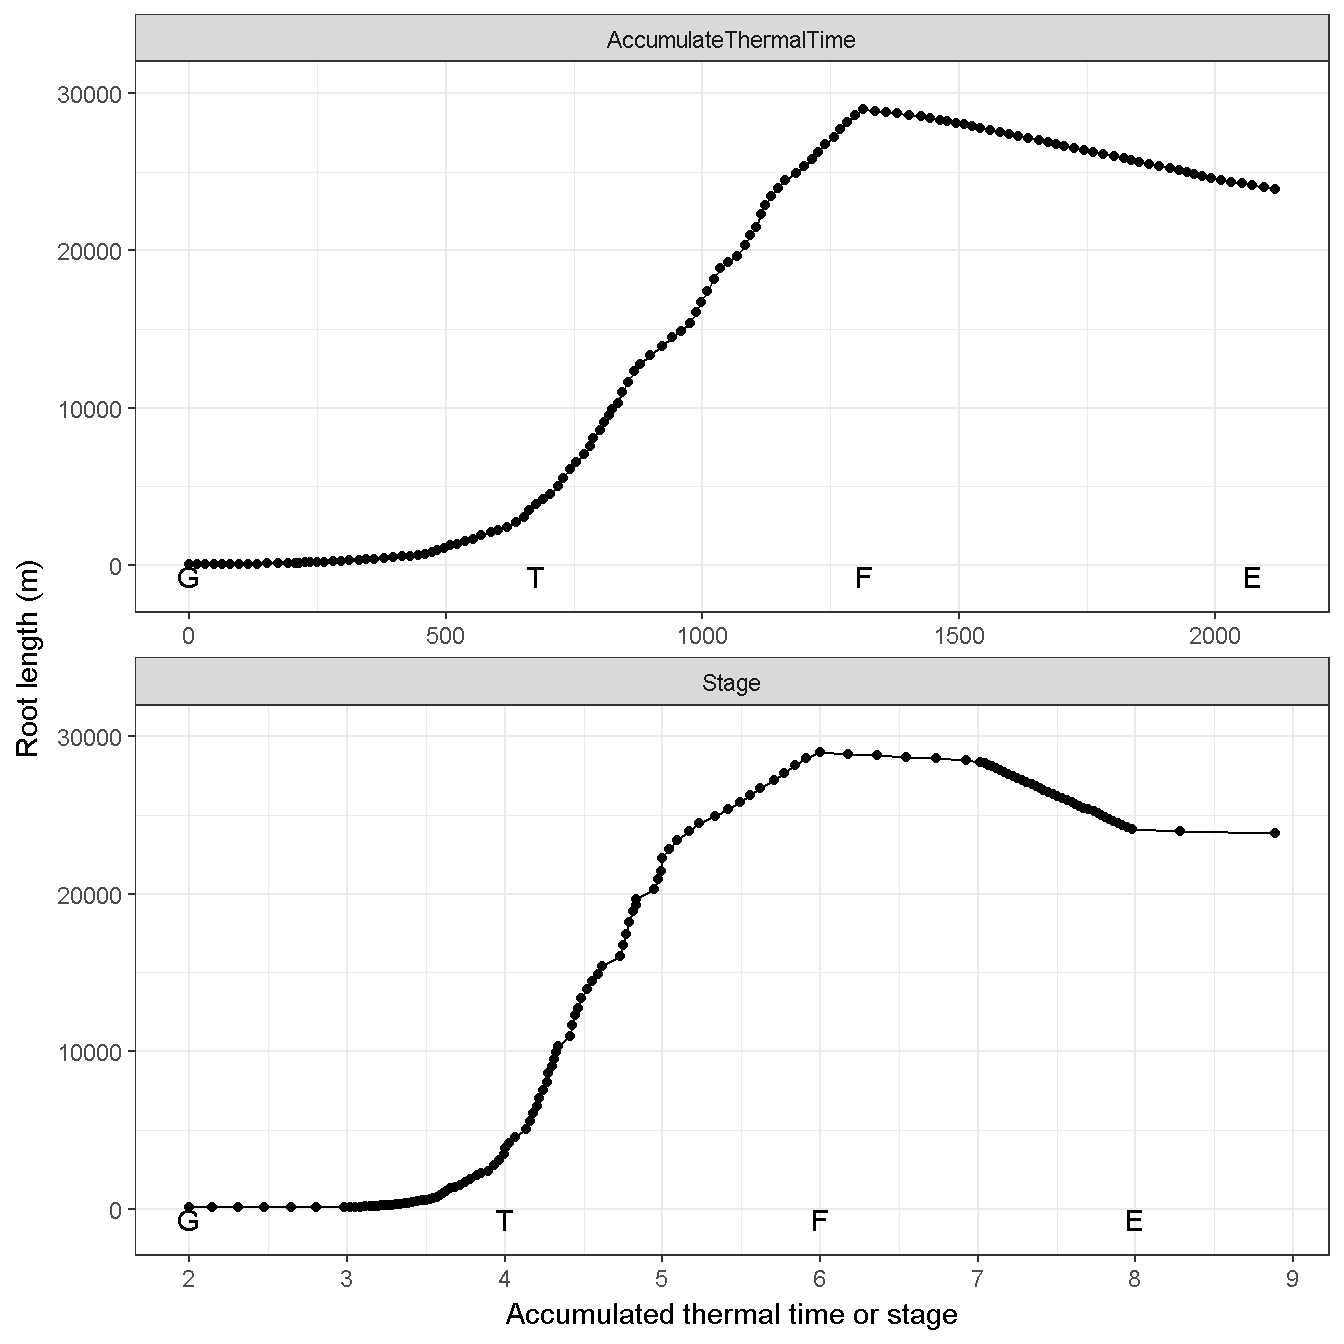 AccumulateThermalTime
30000
20000
10000
0
G T F E
0 500 1000 1500 2000
Root length (m)
Stage
30000
20000
10000
0
G T F E
2 3 4 5 6 7 8 9
Accumulated thermal time or stage